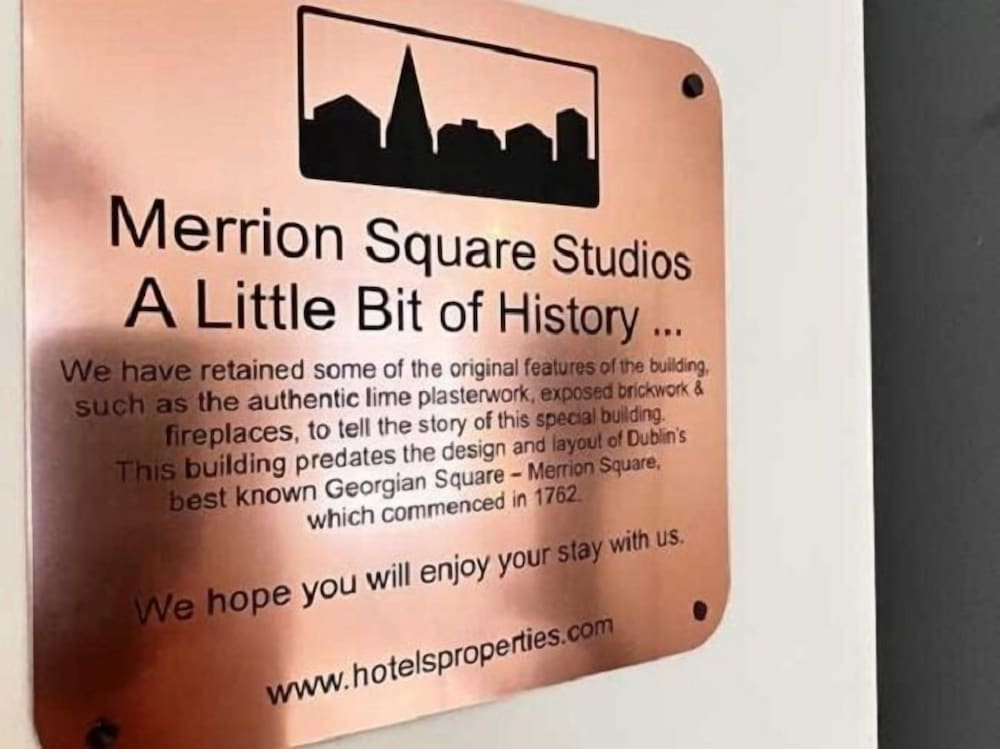 Merrion Square Studios
A Little Bit of History ...
We have retained some of the original features of the building,
such as the authentic lime plasterwork, exposed brickwork &
fireplaces, to tell the story of this special building.
This building predates the design and layout of Dublin's
best known Georgian Square – Merrion Square,
which commenced in 1762.
We hope you will enjoy your stay with us.
www.hotelsproperties.com